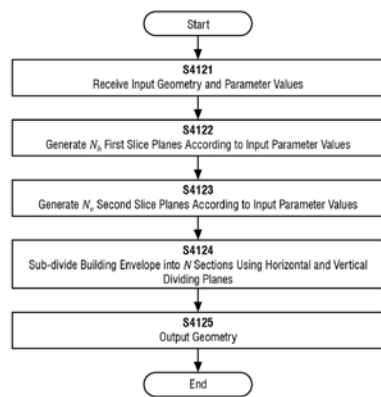 Start
S4121
Receive Input Geometry and Parameter Values
S4122
Generate Nh First Slice Planes According to Input Parameter Values
S4123
Generate Nv Second Slice Planes According to Input Parameter Values
S4124
Sub-divide Building Envelope into N Sections Using Horizontal and Vertical
Dividing Planes
S4125
Output Geometry
End